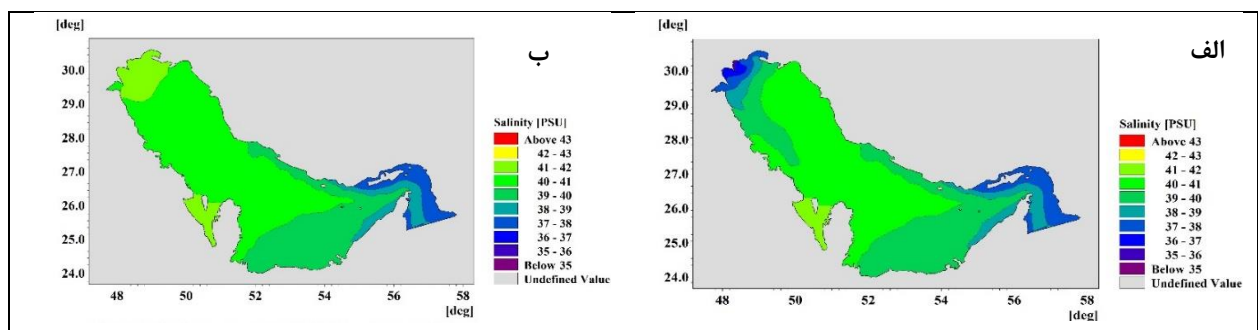 [deg]
ب
30.0
29.0
28.0
27.0
26.0
25.0
24.0
48 50 52 54 56 58
[deg]
Salinity [PSU]
Above 43
42 - 43
41 - 42
40 - 41
39 - 40
38 - 39
37 - 38
36 - 37
35 - 36
Below 35
Undefined Value
[deg]
الف
30.0
29.0
28.0
27.0
26.0
25.0
24.0
48 50 52 54 56 58
[deg]
Salinity [PSU]
Above 43
42 - 43
41 - 42
40 - 41
39 - 40
38 - 39
37 - 38
36 - 37
35 - 36
Below 35
Undefined Value